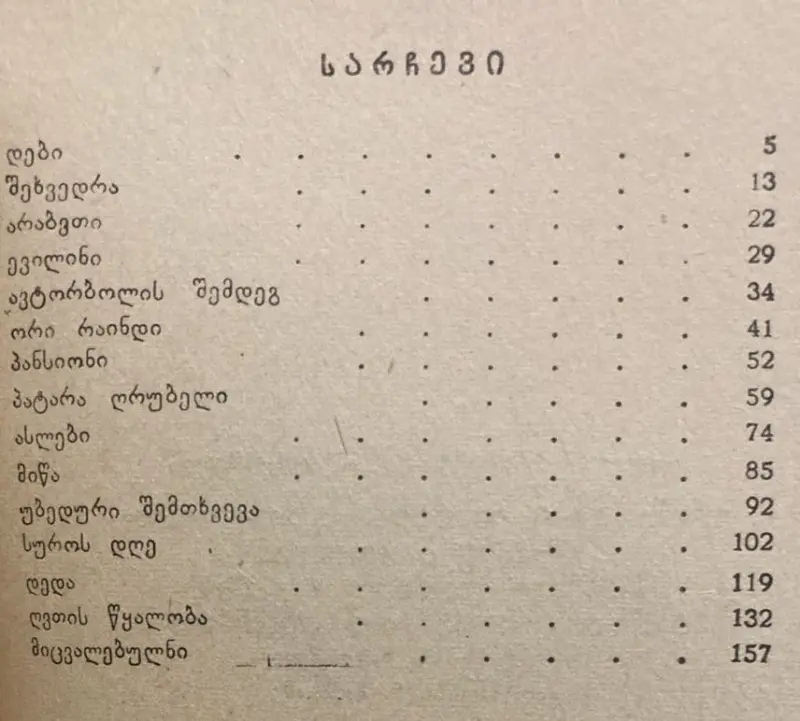 სარჩევი
დები . . . . . . . . 5
შეხვედრა . . . . . . . 13
არაბეთი . . . . . . . 22
ევილინი . . . . . . . 29
ავტორბოლის შემდეგ . . . . . 34
ორი რაინდი . . . . . . 41
პანსიონი . . . . . . 52
პატარა ღრუბელი . . . . . 59
ასლები . . . . . . . 74
მიწა . . . . . . . 85
უბედური შემთხვევა . . . . . 92
სუროს დღე . . . . . . . 102
დედა . . . . . . . 119
ღვთის წყალობა . . . . . . 132
მიცვალებულნი . . . . . 157